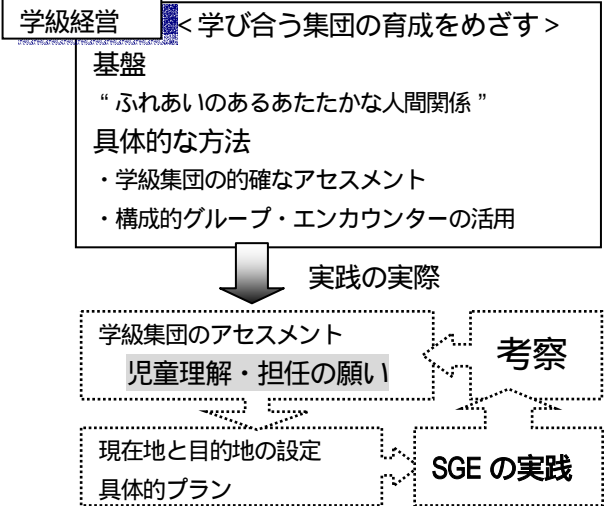 学級経営
<学び合う集団の育成をめざす>
基盤
“ふれあいのあるあたたかな人間関係”
具体的な方法
・学級集団の的確なアセスメント
・構成的グループ・エンカウンターの活用
実践の実際
学級集団のアセスメント
児童理解・担任の願い
考察
現在地と目的地の設定
具体的プラン
SGE の実践